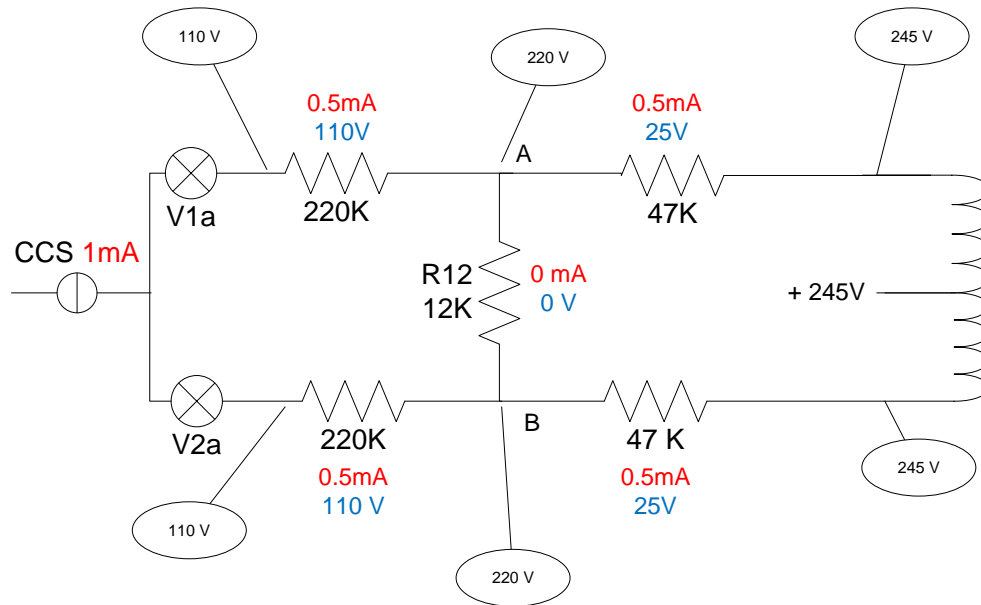 110 V
220 V
245 V
0.5mA
110V
0.5mA
25V
A
V1a
220K
47K
CCS 1mA
R12
12K
0 mA
0 V
+ 245V
V2a
220K
B
47 K
0.5mA
110 V
0.5mA
25V
245 V
110 V
220 V